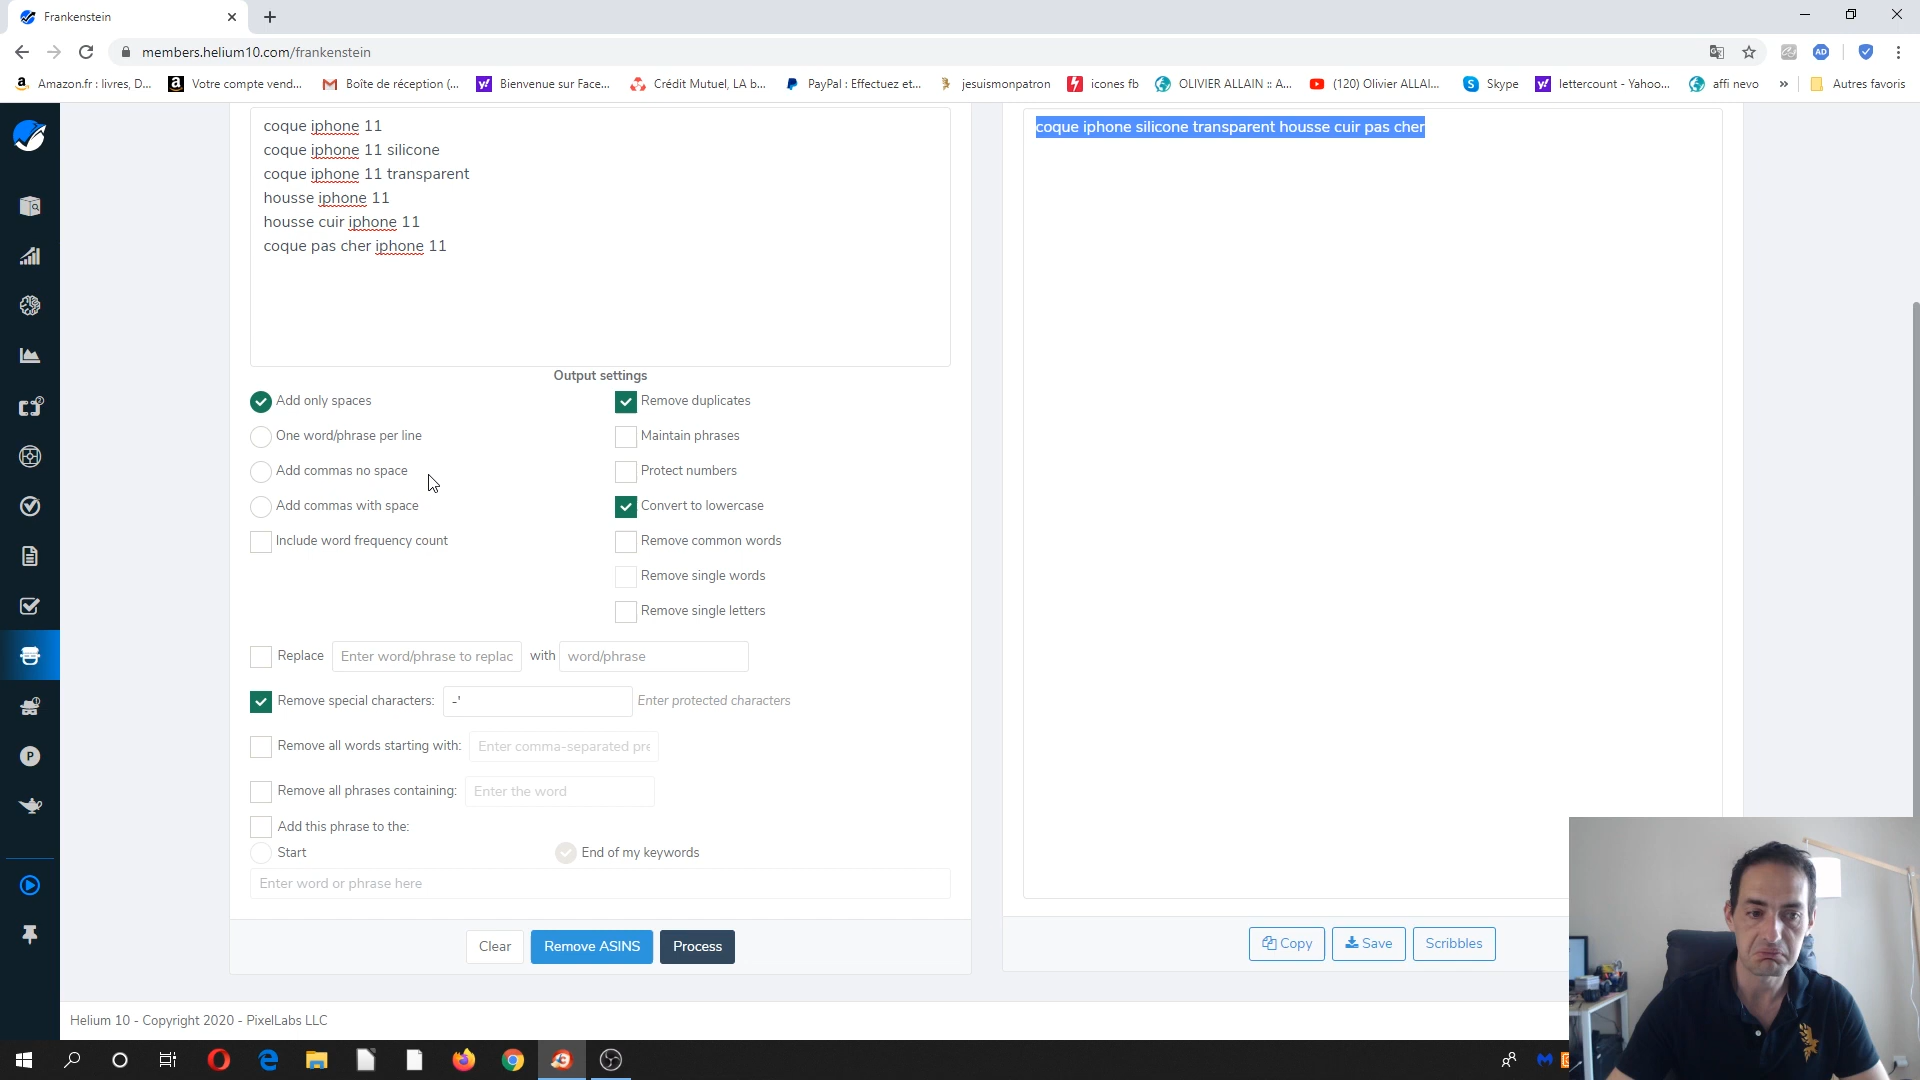 Frankenstein
members.helium10.com/frankenstein
AD
Amazon.fr : livres, D... Votre compte vend... Boîte de réception (... Bienvenue sur Face... Crédit Mutuel, LA b... PayPal : Effectuez et... jesuismonpatron icones fb OLIVIER ALLAIN :: A... (120) Olivier ALLAI... Skype lettercount - Yahoo... affi nevo » Autres favoris
coque iphone 11
coque iphone 11 silicone
coque iphone 11 transparent
housse iphone 11
housse cuir iphone 11
coque pas cher iphone 11
coque iphone silicone transparent housse cuir pas cher
Output settings
Add only spaces
One word/phrase per line
Add commas no space
Add commas with space
Include word frequency count
Remove duplicates
Maintain phrases
Protect numbers
Convert to lowercase
Remove common words
Remove single words
Remove single letters
Replace Enter word/phrase to replac with word/phrase
Remove special characters: -' Enter protected characters
Remove all words starting with: Enter comma-separated pre
Remove all phrases containing: Enter the word
Add this phrase to the:
Start End of my keywords
Enter word or phrase here
Clear Remove ASINS Process
Copy Save Scribbles
Helium 10 - Copyright 2020 - PixelLabs LLC